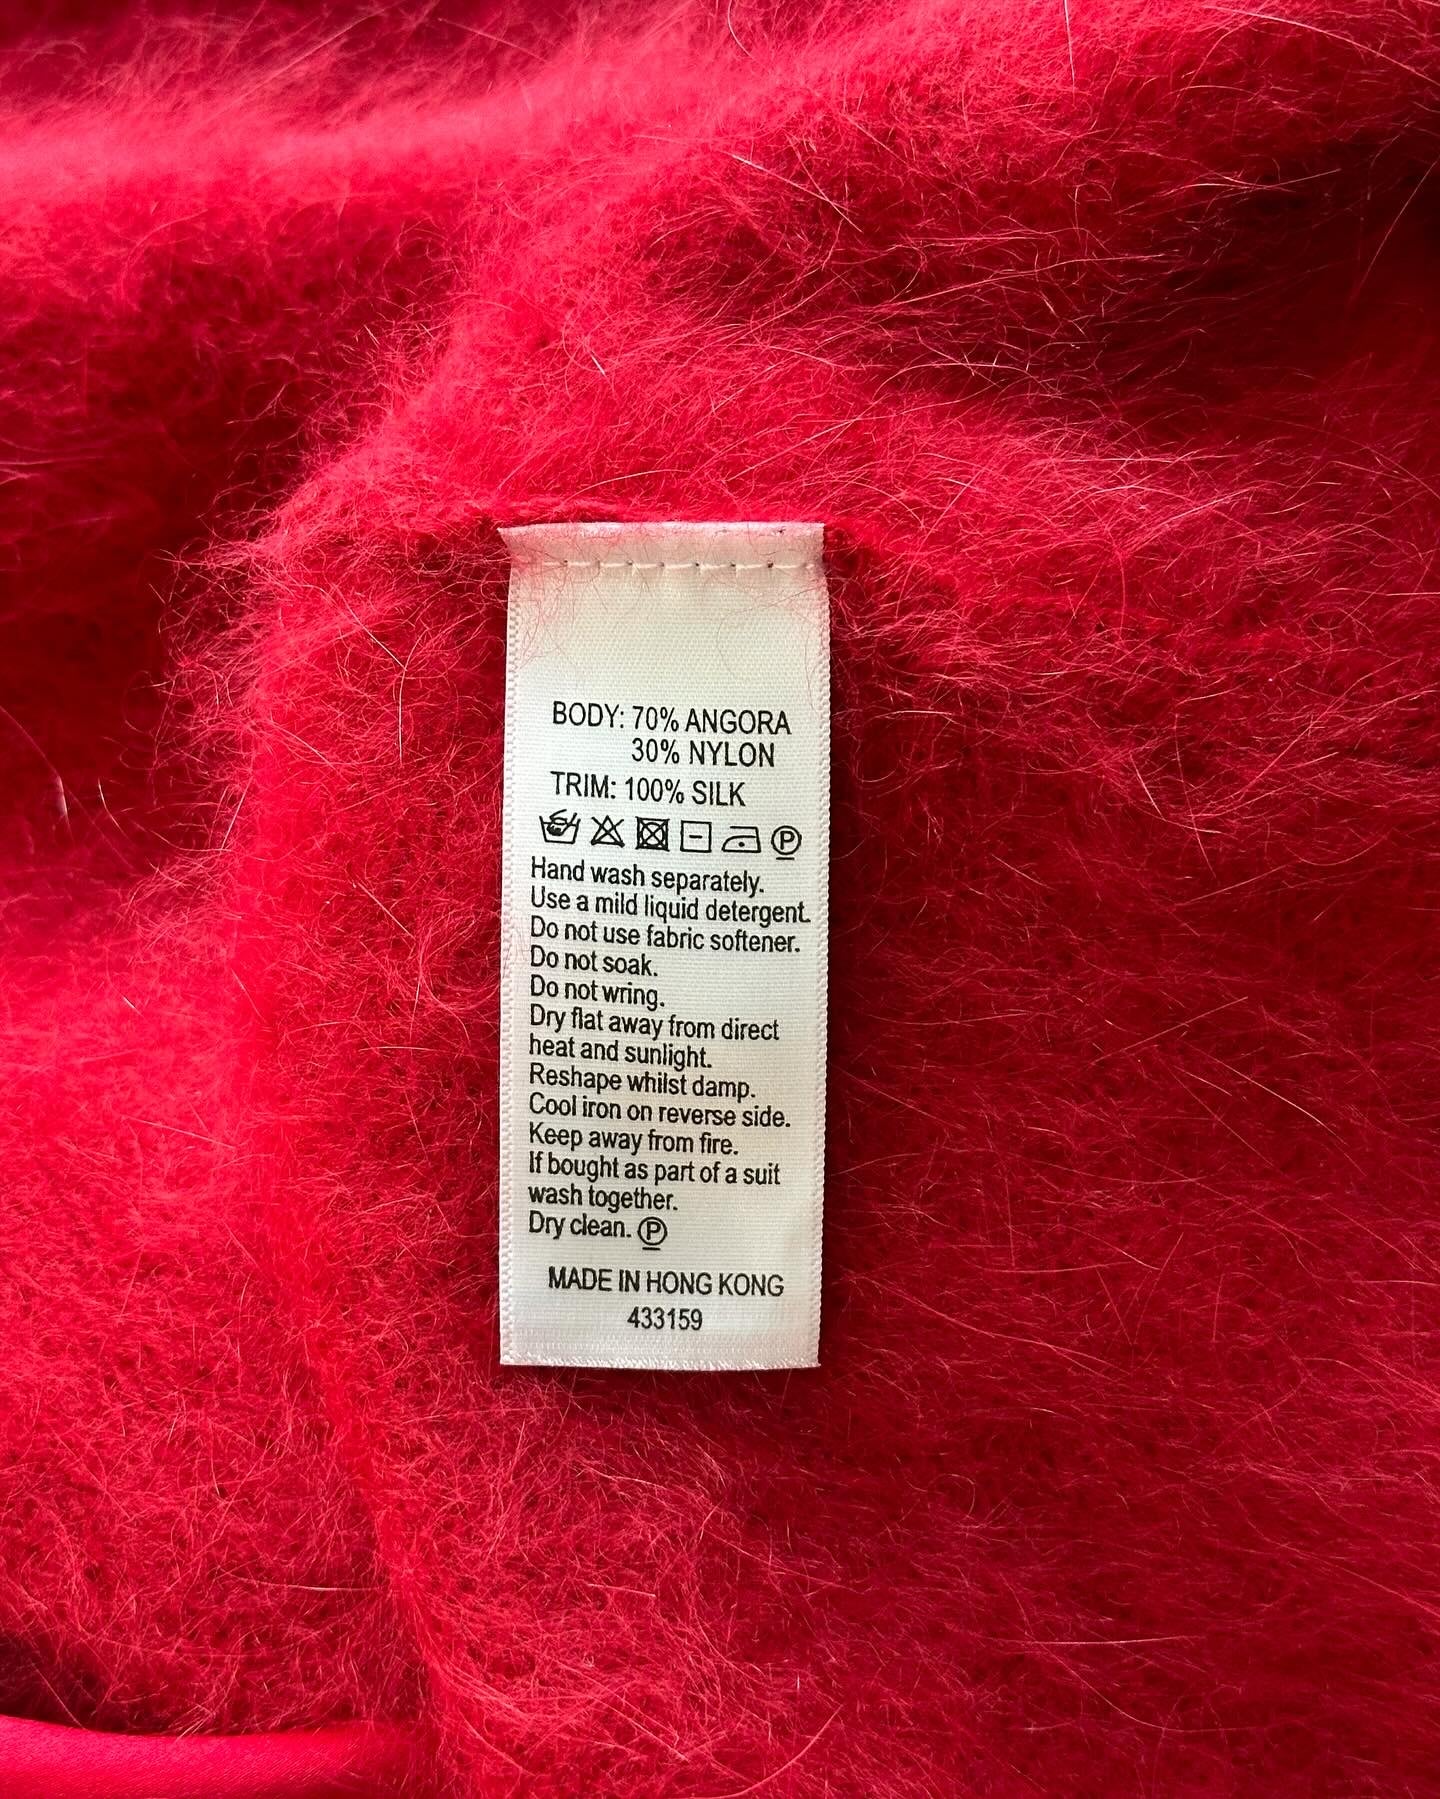 BODY: 70% ANGORA
30% NYLON
TRIM: 100% SILK
P
Hand wash separately.
Use a mild liquid detergent.
Do not use fabric softener.
Do not soak.
Do not wring.
Dry flat away from direct
heat and sunlight.
Reshape whilst damp.
Cool iron on reverse side.
Keep away from fire.
If bought as part of a suit
wash together.
Dry clean. P
MADE IN HONG KONG
433159